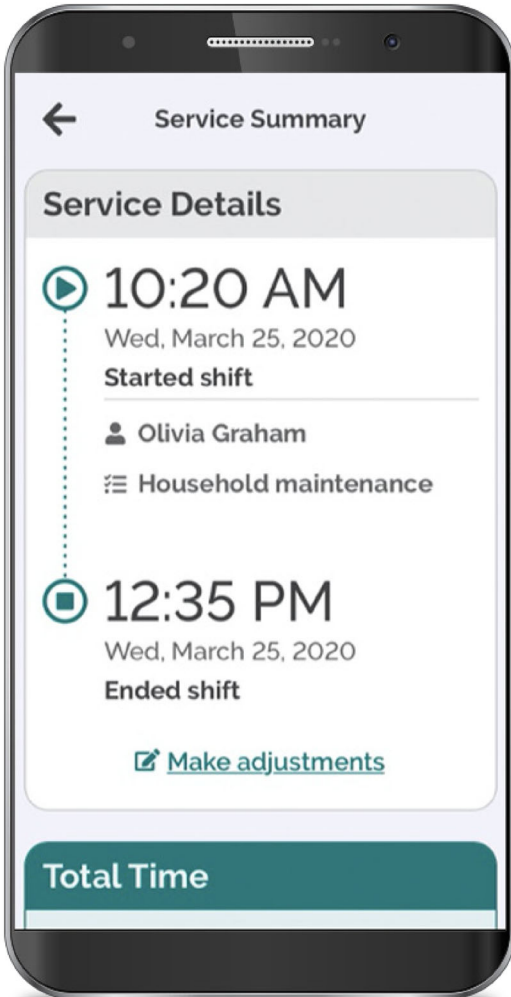 Service Summary
Service Details
10:20 AM
Wed, March 25, 2020
Started shift
Olivia Graham
Household maintenance
12:35 PM
Wed, March 25, 2020
Ended shift
Make adjustments
Total Time